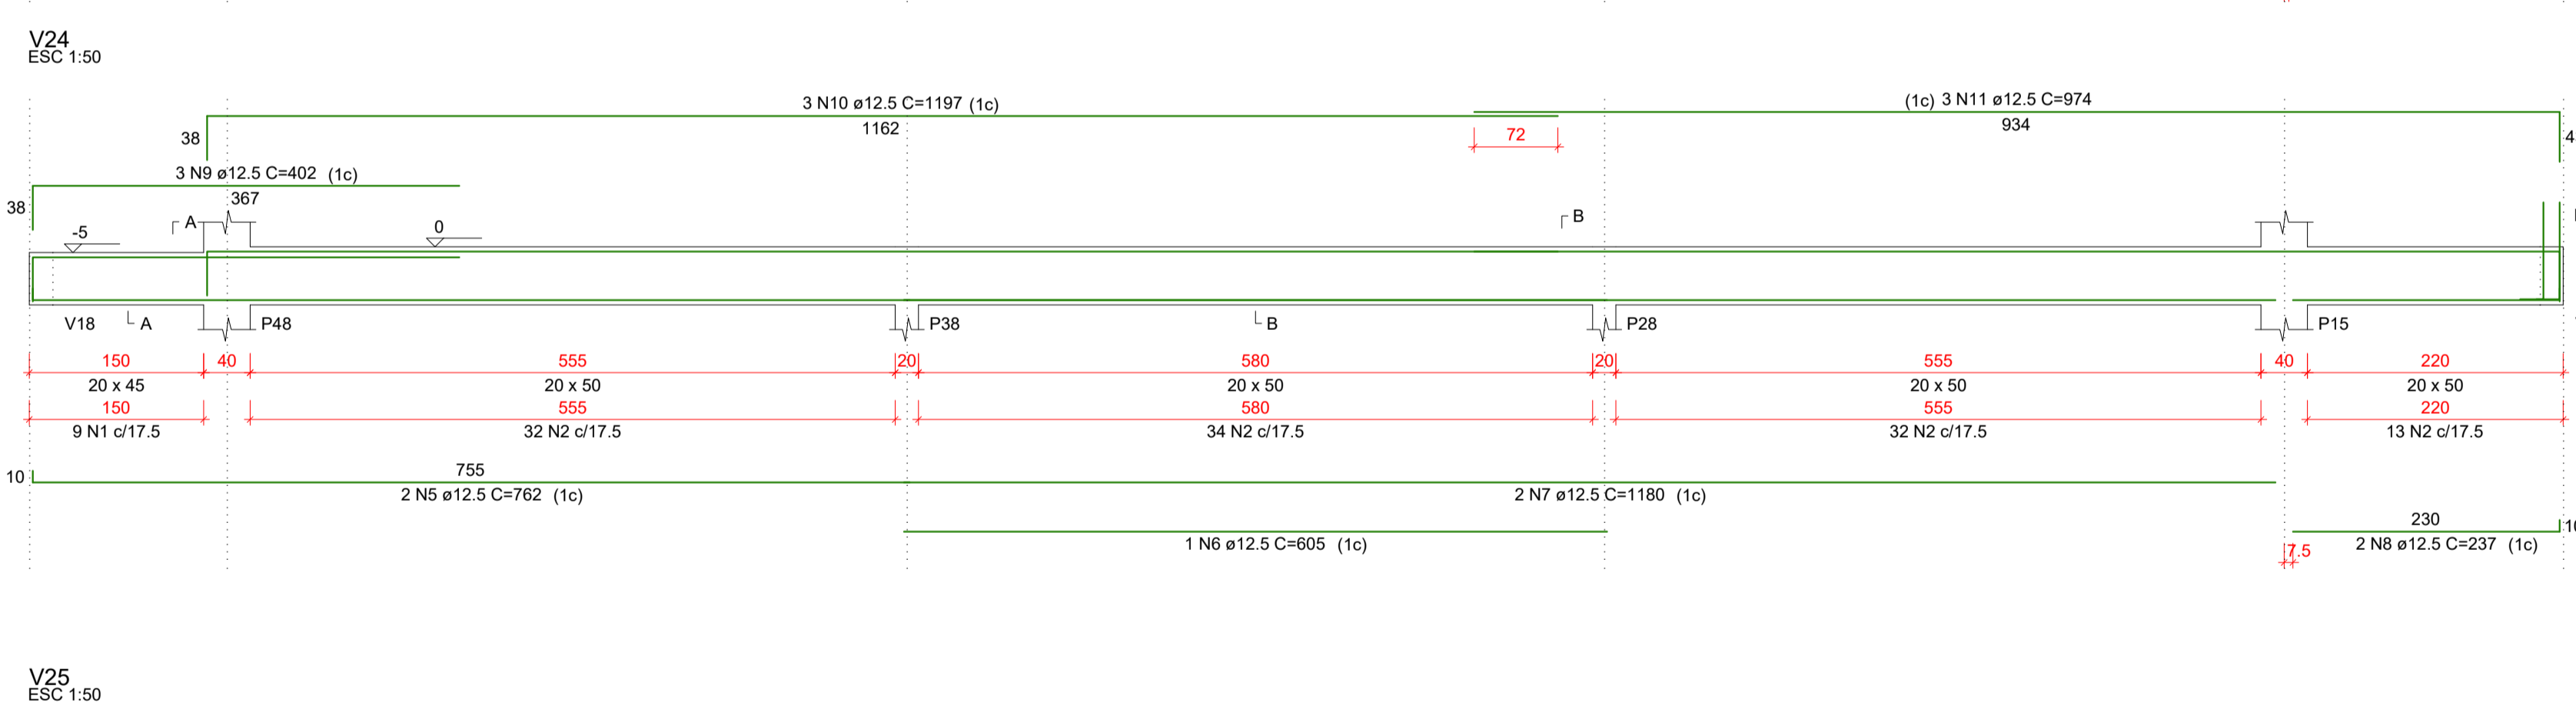 V24
ESC 1:50
3 N10 ø12.5 C=1197 (1c)
(1c) 3 N11 ø12.5 C=974
1162
934
38
72
4
3 N9 ø12.5 C=402 (1c)
367
38
A
B
-5
0
V18
A
P48
P38
B
P28
P15
150
40
555
20
580
20
555
40
220
20 x 45
20 x 50
20 x 50
20 x 50
20 x 50
150
555
580
555
220
9 N1 c/17.5
32 N2 c/17.5
34 N2 c/17.5
32 N2 c/17.5
13 N2 c/17.5
10
755
2 N5 ø12.5 C=762 (1c)
2 N7 ø12.5 C=1180 (1c)
230
1 N6 ø12.5 C=605 (1c)
7.5
2 N8 ø12.5 C=237 (1c)
V25
ESC 1:50